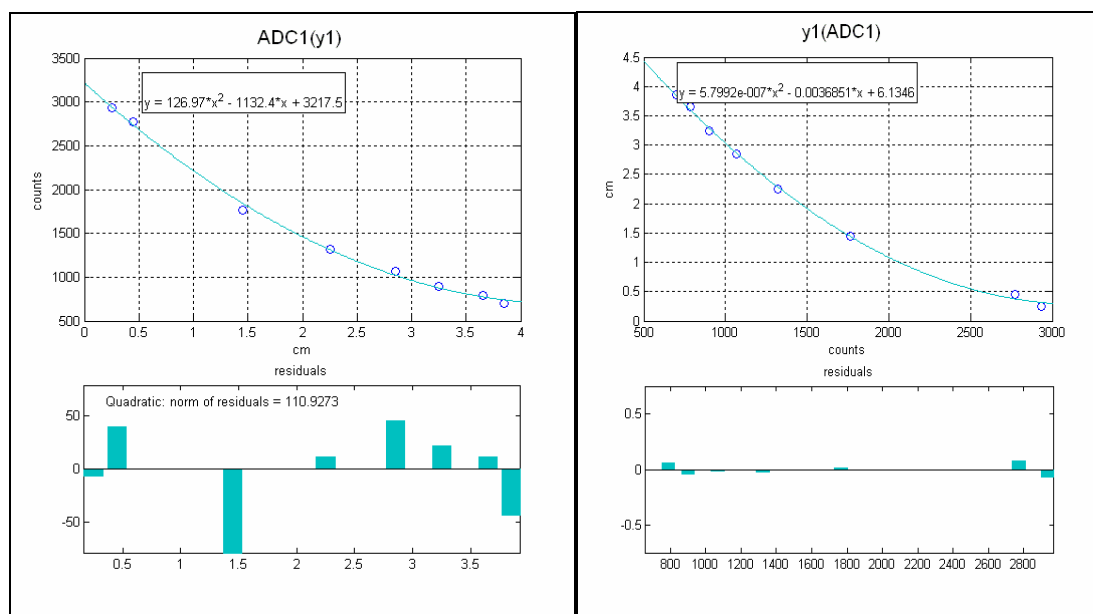 ADC1(y1)
3500
3000
2500
2000
1500
1000
500
counts
y = 126.97*x² - 1132.4*x + 3217.5
0 0.5 1 1.5 2 2.5 3 3.5 4
cm
residuals
Quadratic: norm of residuals = 110.9273
50
0
-50
0.5 1 1.5 2 2.5 3 3.5
y1(ADC1)
4.5
4
3.5
3
2.5
2
1.5
1
0.5
0
cm
y = 5.7992e-007*x² - 0.0036851*x + 6.1346
500 1000 1500 2000 2500 3000
counts
residuals
0.5
0
-0.5
800 1000 1200 1400 1600 1800 2000 2200 2400 2600 2800